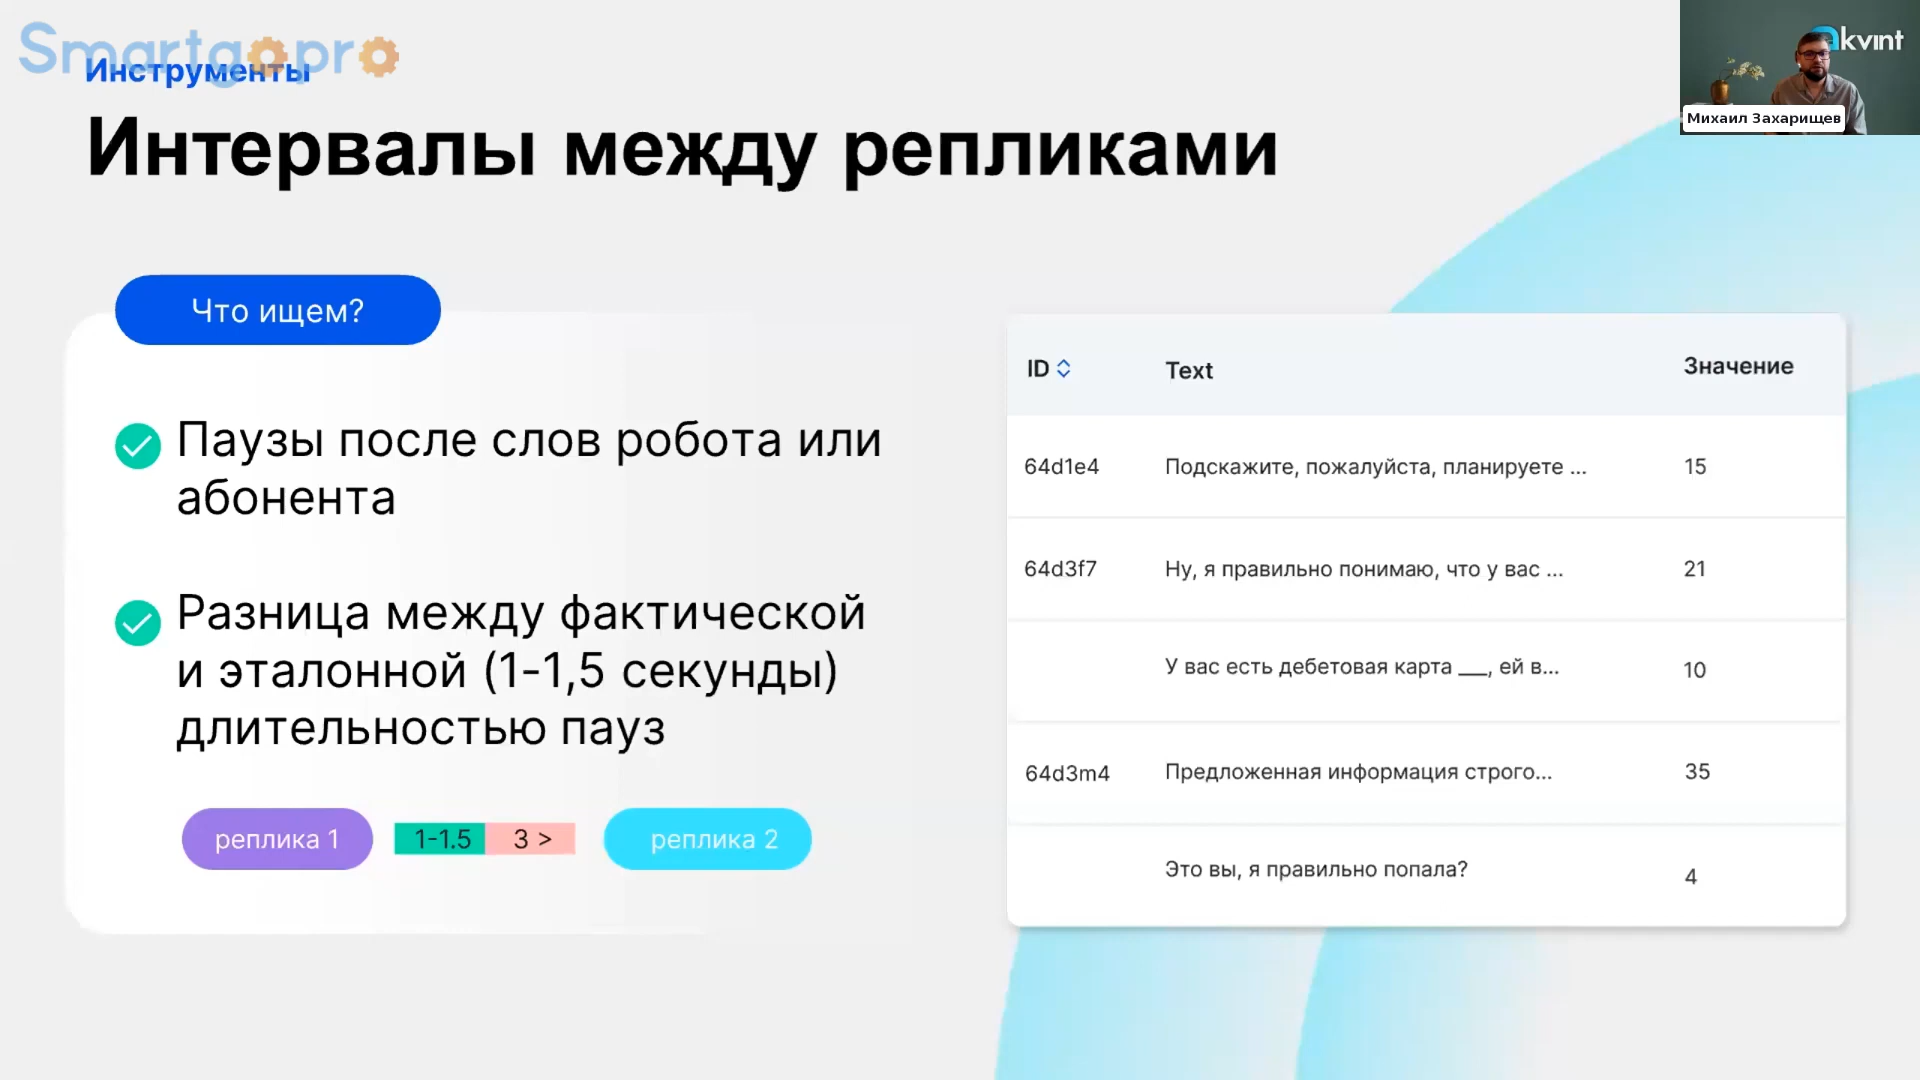 Smartgopro
Инструменты
kvint
Михаил Захарищев
Интервалы между репликами
Что ищем?
Паузы после слов робота или
абонента
Разница между фактической
и эталонной (1-1,5 секунды)
длительностью пауз
реплика 1 1-1.5 3 > реплика 2
ID Text Значение
64d1e4 Подскажите, пожалуйста, планируете ... 15
64d3f7 Ну, я правильно понимаю, что у вас ... 21
У вас есть дебетовая карта ___, ей в... 10
64d3m4 Предложенная информация строго... 35
Это вы, я правильно попала? 4